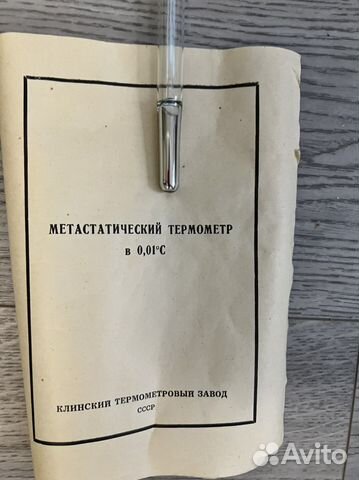 МЕТАСТАТИЧЕСКИЙ ТЕРМОМЕТР
в 0,01°С
КЛИНСКИЙ ТЕРМОМЕТРОВЫЙ ЗАВОД
СССР
Avito